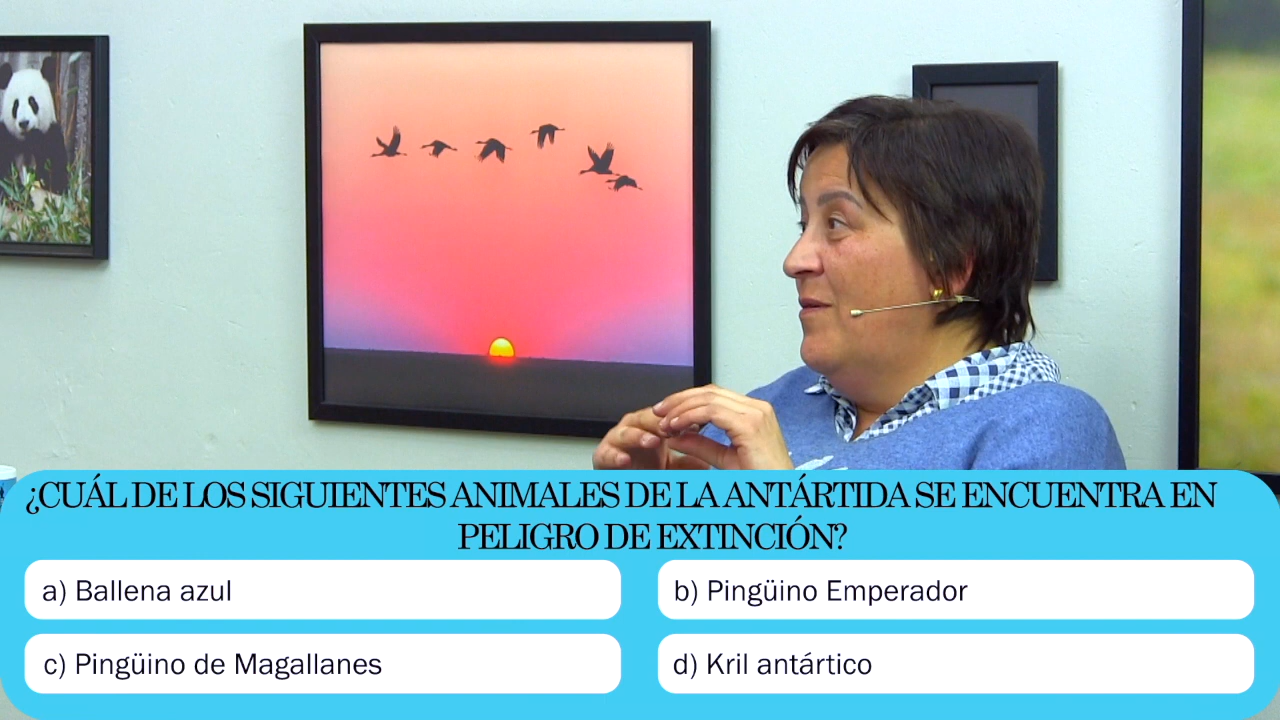 ¿CUÁL DE LOS SIGUIENTES ANIMALES DE LA ANTÁRTIDA SE ENCUENTRA EN
PELIGRO DE EXTINCIÓN?
a) Ballena azul
b) Pingüino Emperador
c) Pingüino de Magallanes
d) Kril antártico